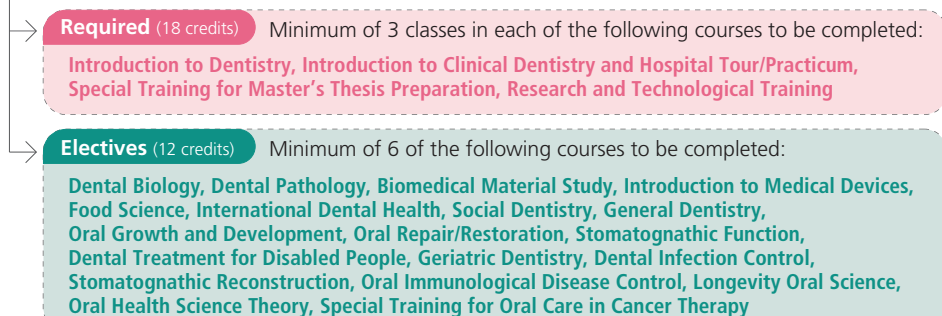 Required (18 credits) Minimum of 3 classes in each of the following courses to be completed:
Introduction to Dentistry, Introduction to Clinical Dentistry and Hospital Tour/Practicum,
Special Training for Master's Thesis Preparation, Research and Technological Training
Electives (12 credits) Minimum of 6 of the following courses to be completed:
Dental Biology, Dental Pathology, Biomedical Material Study, Introduction to Medical Devices,
Food Science, International Dental Health, Social Dentistry, General Dentistry,
Oral Growth and Development, Oral Repair/Restoration, Stomatognathic Function,
Dental Treatment for Disabled People, Geriatric Dentistry, Dental Infection Control,
Stomatognathic Reconstruction, Oral Immunological Disease Control, Longevity Oral Science,
Oral Health Science Theory, Special Training for Oral Care in Cancer Therapy